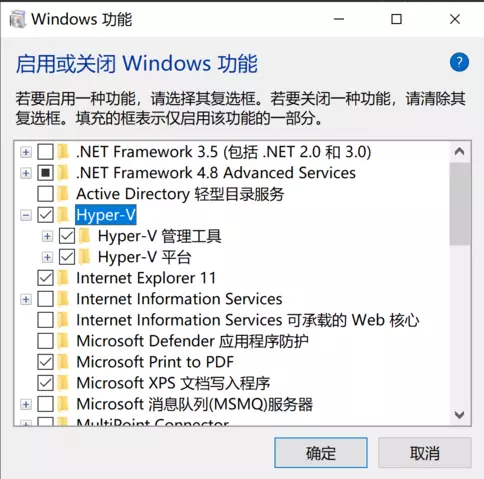 Windows 功能
启用或关闭 Windows 功能
?
若要启用一种功能，请选择其复选框。若要关闭一种功能，请清除其
复选框。填充的框表示仅启用该功能的一部分。
.NET Framework 3.5 (包括 .NET 2.0 和 3.0)
.NET Framework 4.8 Advanced Services
Active Directory 轻型目录服务
Hyper-V
Hyper-V 管理工具
Hyper-V 平台
Internet Explorer 11
Internet Information Services
Internet Information Services 可承载的 Web 核心
Microsoft Defender 应用程序防护
Microsoft Print to PDF
Microsoft XPS 文档写入程序
Microsoft 消息队列(MSMQ)服务器
MultiPoint Connector
确定
取消